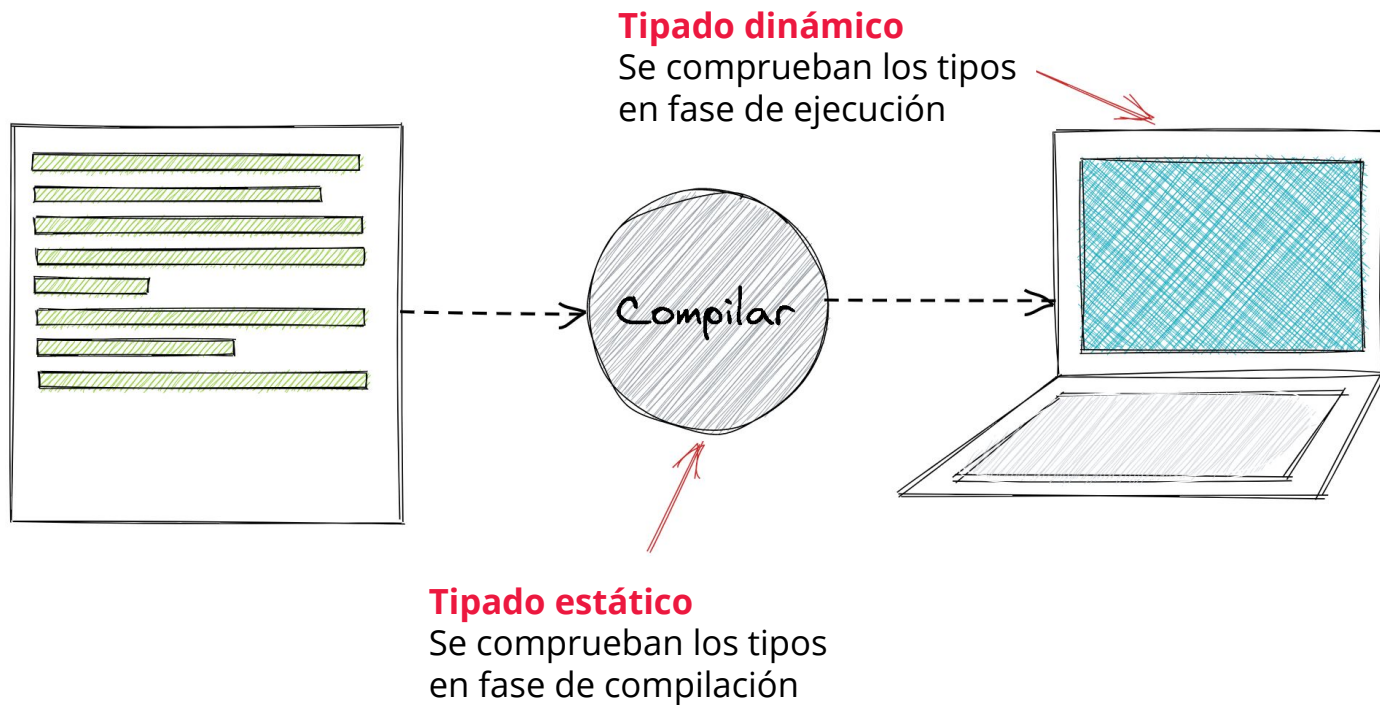 Tipado dinámico
Se comprueban los tipos
en fase de ejecución
Compilar
Tipado estático
Se comprueban los tipos
en fase de compilación